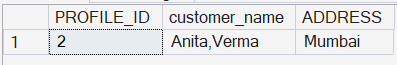 PROFILE_ID customer_name ADDRESS
1 2 Anita,Verma Mumbai